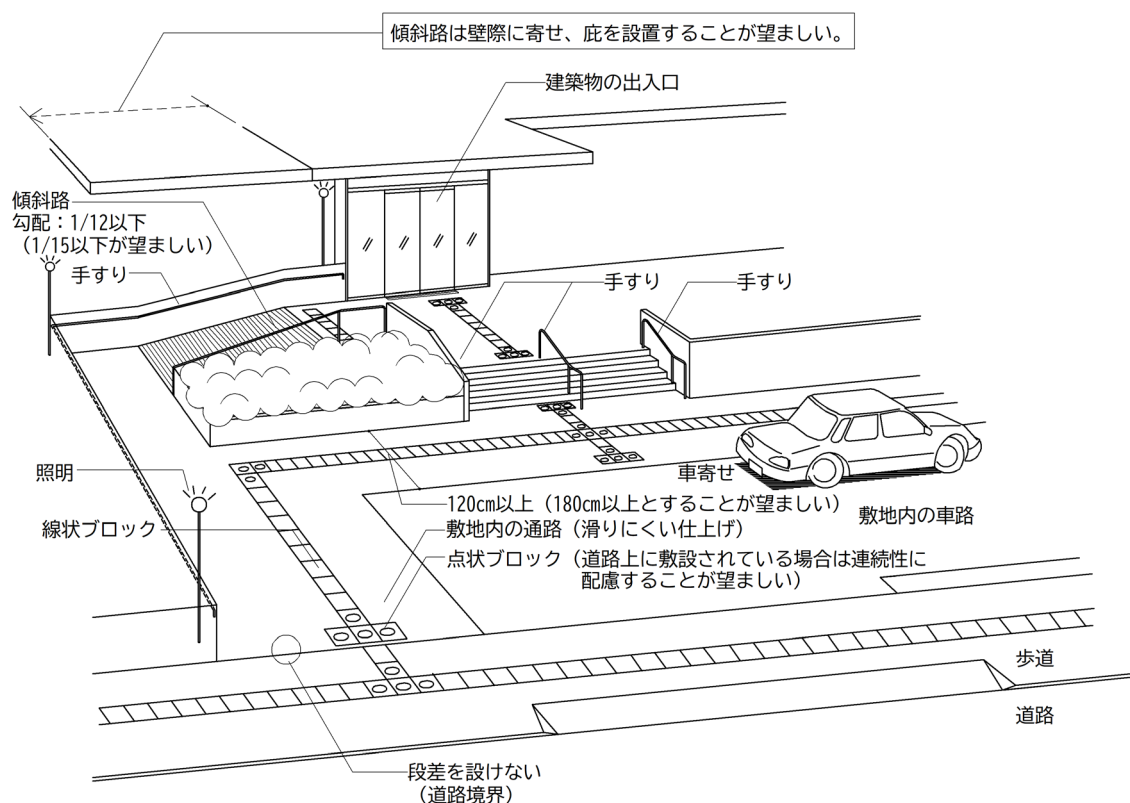 傾斜路は壁際に寄せ、庇を設置することが望ましい。
建築物の出入口
傾斜路
勾配：1/12以下
（1/15以下が望ましい）
手すり
手すり
手すり
照明
線状ブロック
車寄せ
120cm以上（180cm以上とすることが望ましい）
敷地内の車路
敷地内の通路（滑りにくい仕上げ）
点状ブロック（道路上に敷設されている場合は連続性に
配慮することが望ましい）
歩道
道路
段差を設けない
（道路境界）